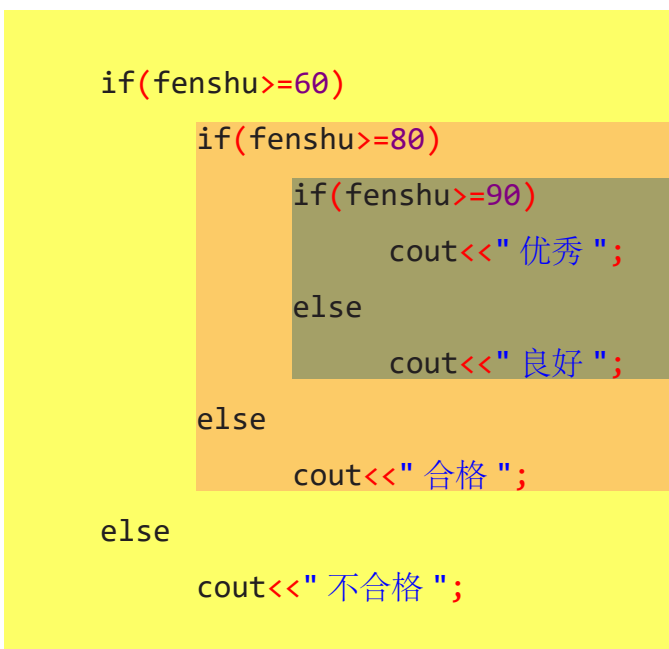 if(fenshu>=60)
if(fenshu>=80)
if(fenshu>=90)
cout<<" 优秀 ";
else
cout<<" 良好 ";
else
cout<<" 合格 ";
else
cout<<" 不合格 ";